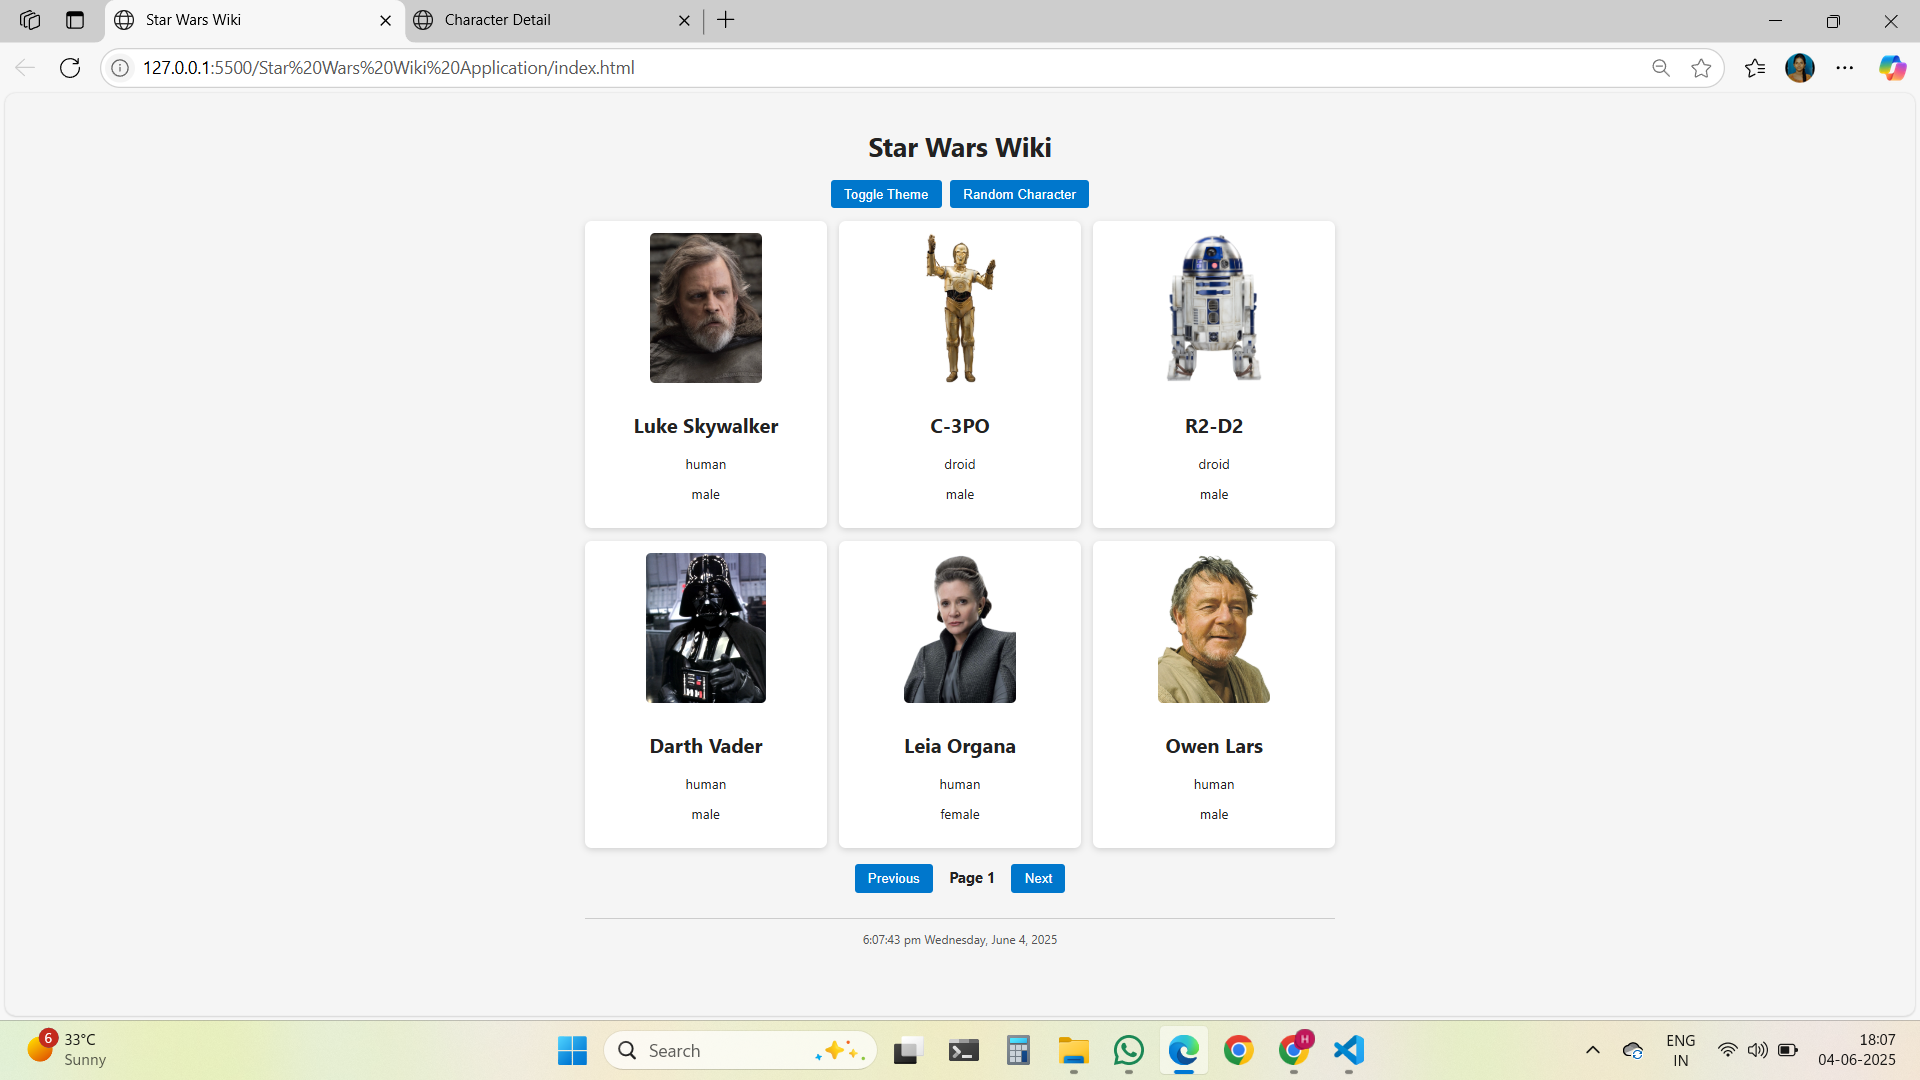 Star Wars Wiki
Character Detail
127.0.0.1:5500/Star%20Wars%20Wiki%20Application/index.html
Star Wars Wiki
Toggle Theme
Random Character
Luke Skywalker
human
male
C-3PO
droid
male
R2-D2
droid
male
Darth Vader
human
male
Leia Organa
human
female
Owen Lars
human
male
Previous
Page 1
Next
6:07:43 pm Wednesday, June 4, 2025
6
33°C
Sunny
Search
H
ENG
IN
18:07
04-06-2025